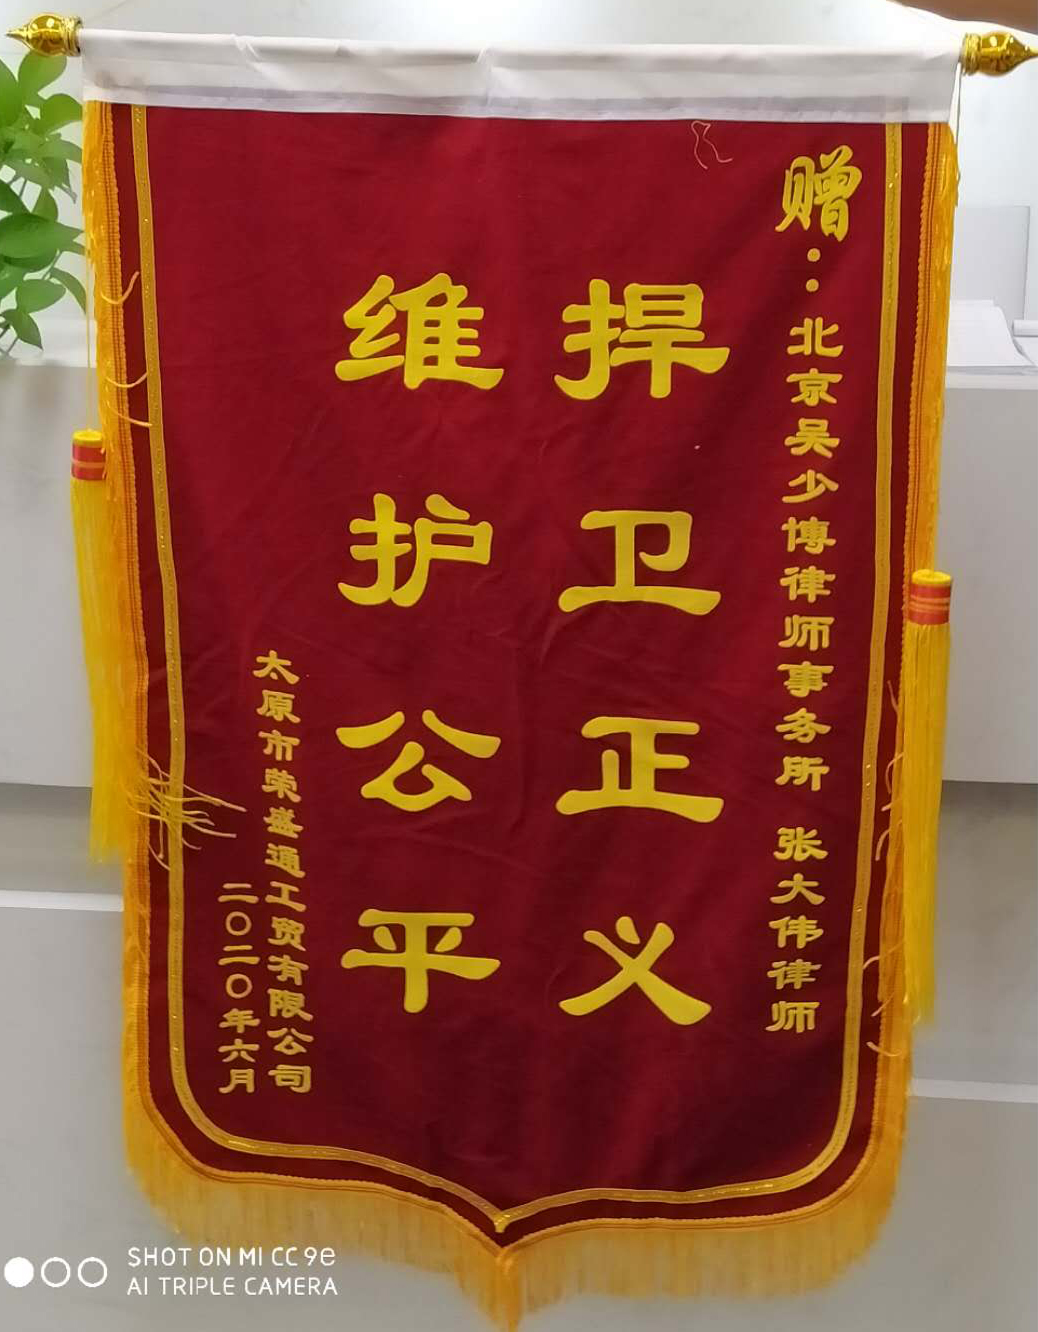 赠：北京吴少博律师事务所 张大伟律师
捍卫正义
维护公平
太原市荣盛通工贸有限公司
二〇二〇年六月
SHOT ON MI CC 9e
AI TRIPLE CAMERA